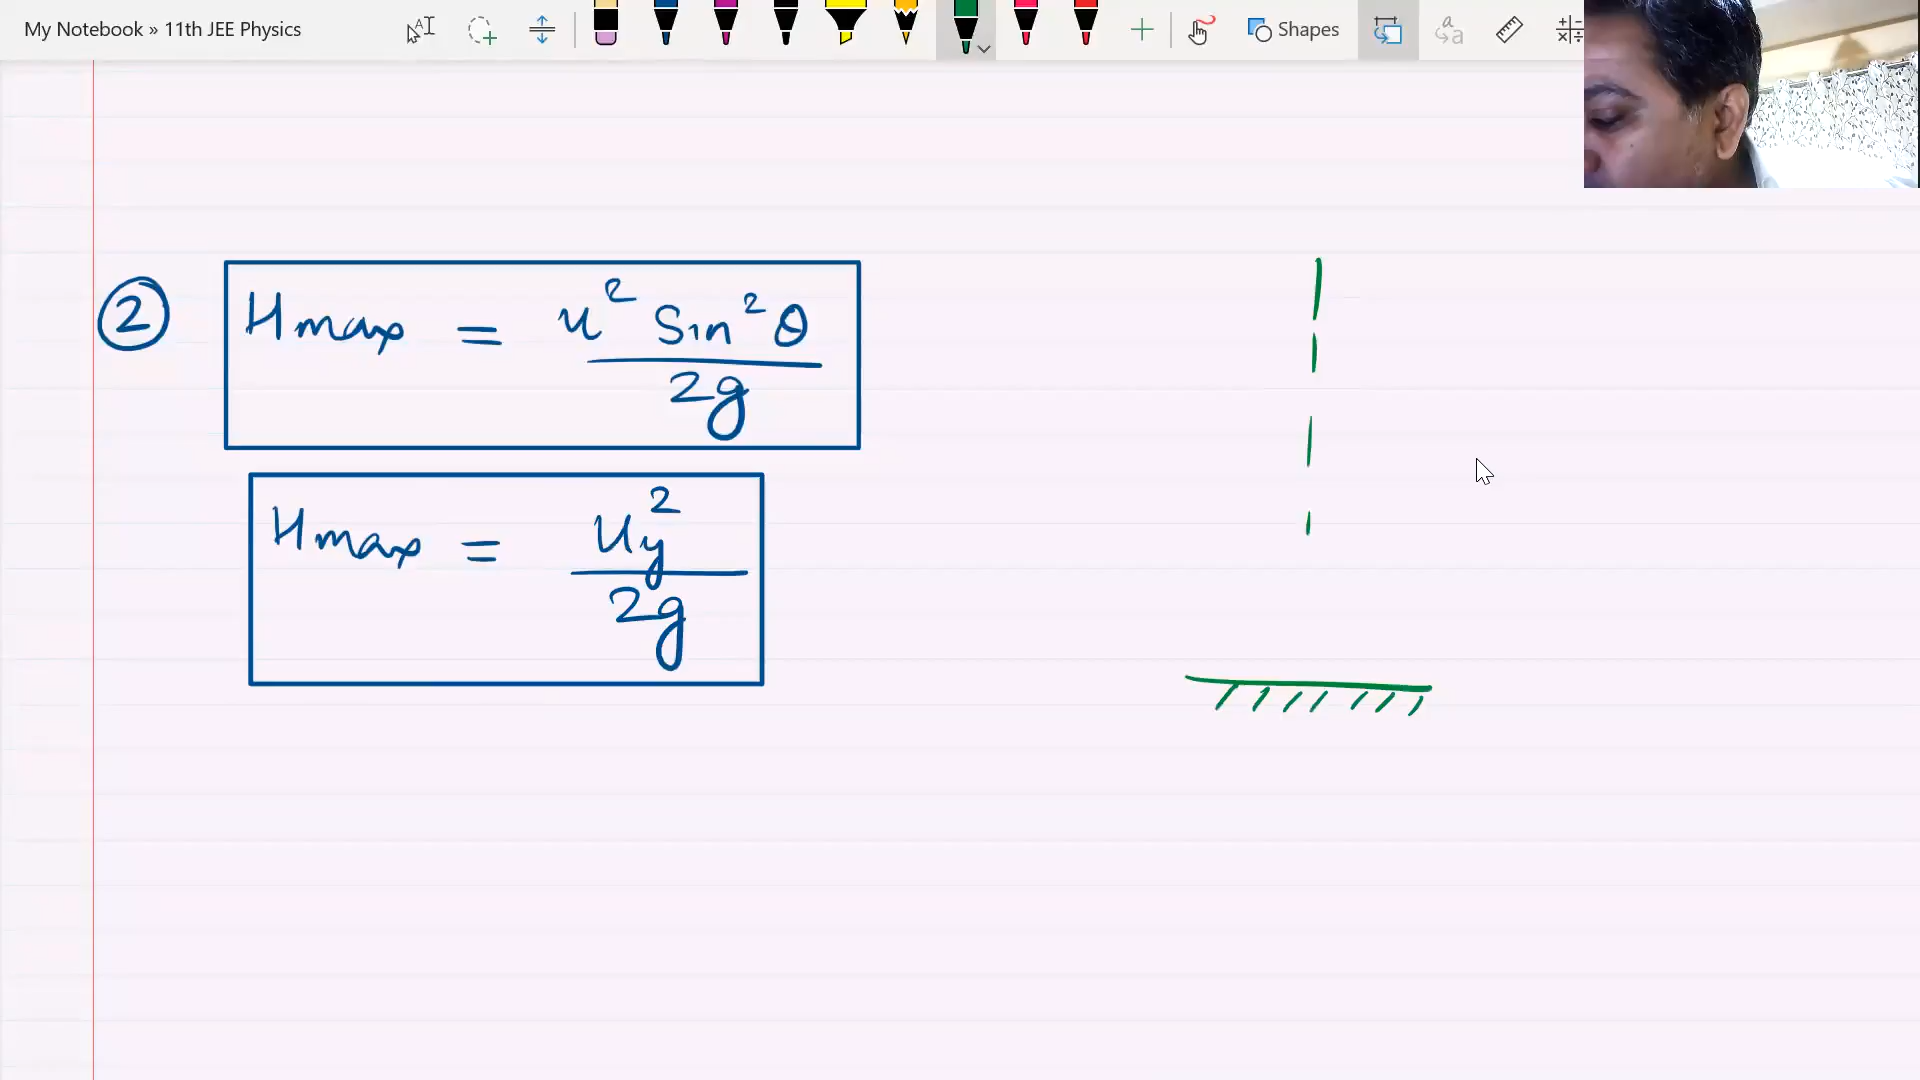 My Notebook » 11th JEE Physics
Shapes
② Hmax = u² Sin²θ / 2g
Hmax = Uy² / 2g